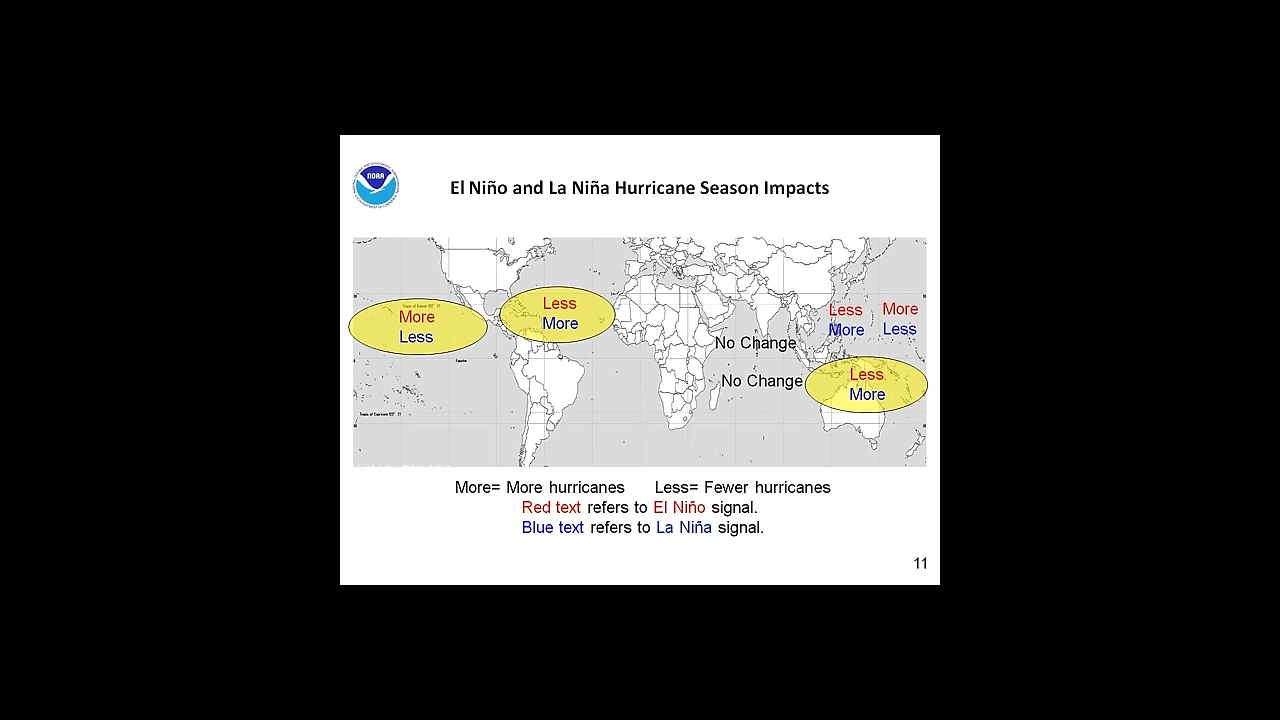 NOAA
El Niño and La Niña Hurricane Season Impacts
More
Less
Less
More
No Change
No Change
Less
More
More
Less
Less
More
Equator
More= More hurricanes Less= Fewer hurricanes
Red text refers to El Niño signal.
Blue text refers to La Niña signal.
11